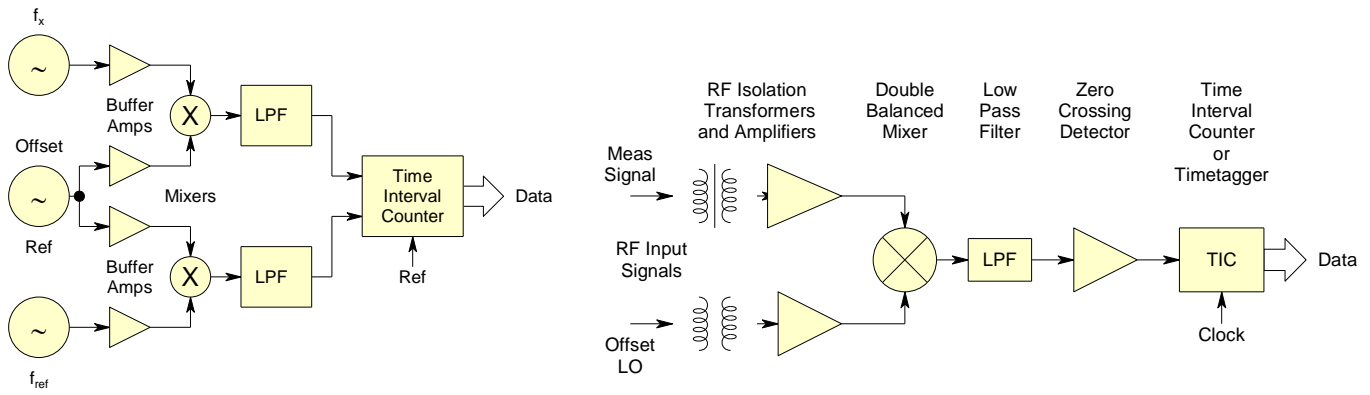 fx
Buffer
Amps
X
LPF
Offset
Mixers
Time
Interval
Counter
Data
Ref
Buffer
Amps
X
LPF
Ref
fref
RF Isolation
Transformers
and Amplifiers
Double
Balanced
Mixer
Low
Pass
Filter
Zero
Crossing
Detector
Time
Interval
Counter
or
Timetagger
Meas
Signal
RF Input
Signals
LPF
TIC
Data
Offset
LO
Clock